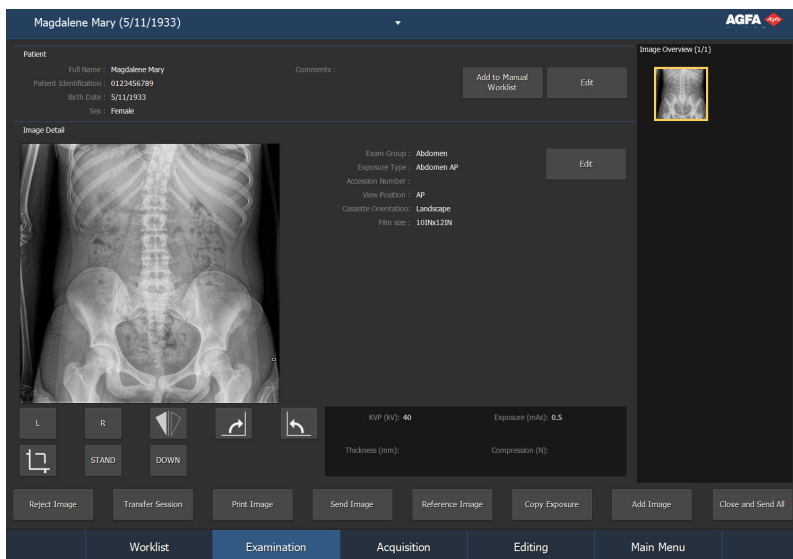 Magdalene Mary (5/11/1933)
AGFA
Patient
Full Name : Magdalene Mary
Comments :
Patient Identification : 0123456789
Birth Date : 5/11/1933
Sex : Female
Add to Manual
Worklist
Edit
Image Overview (1/1)
Image Detail
Exam Group : Abdomen
Exposure Type : Abdomen AP
Accession Number :
View Position : AP
Cassette Orientation: Landscape
Film size : 10INx12IN
Edit
L
R
STAND
DOWN
KVP (kV): 40
Exposure (mAs): 0.5
Thickness (mm):
Compression (N):
Reject Image
Transfer Session
Print Image
Send Image
Reference Image
Copy Exposure
Add Image
Close and Send All
Worklist
Examination
Acquisition
Editing
Main Menu